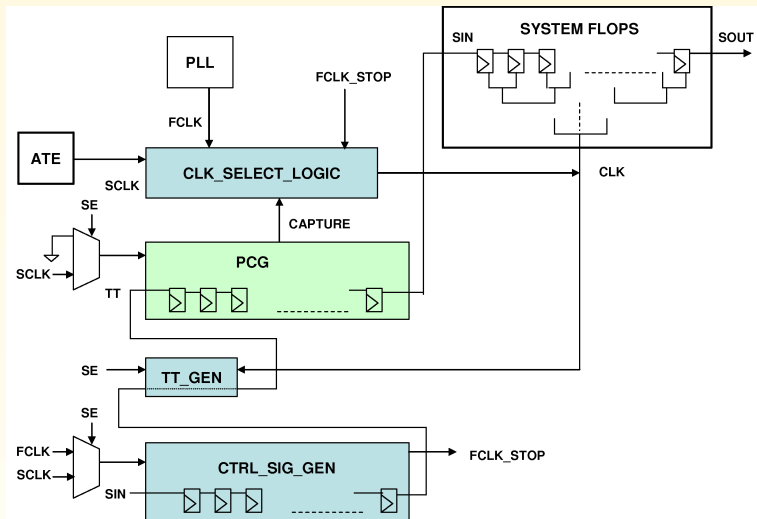 SYSTEM FLOPS
SIN
SOUT
PLL
FCLK_STOP
FCLK
ATE
SCLK
CLK_SELECT_LOGIC
CLK
SE
CAPTURE
SCLK
PCG
TT
SE
TT_GEN
SE
FCLK
SCLK
CTRL_SIG_GEN
FCLK_STOP
SIN